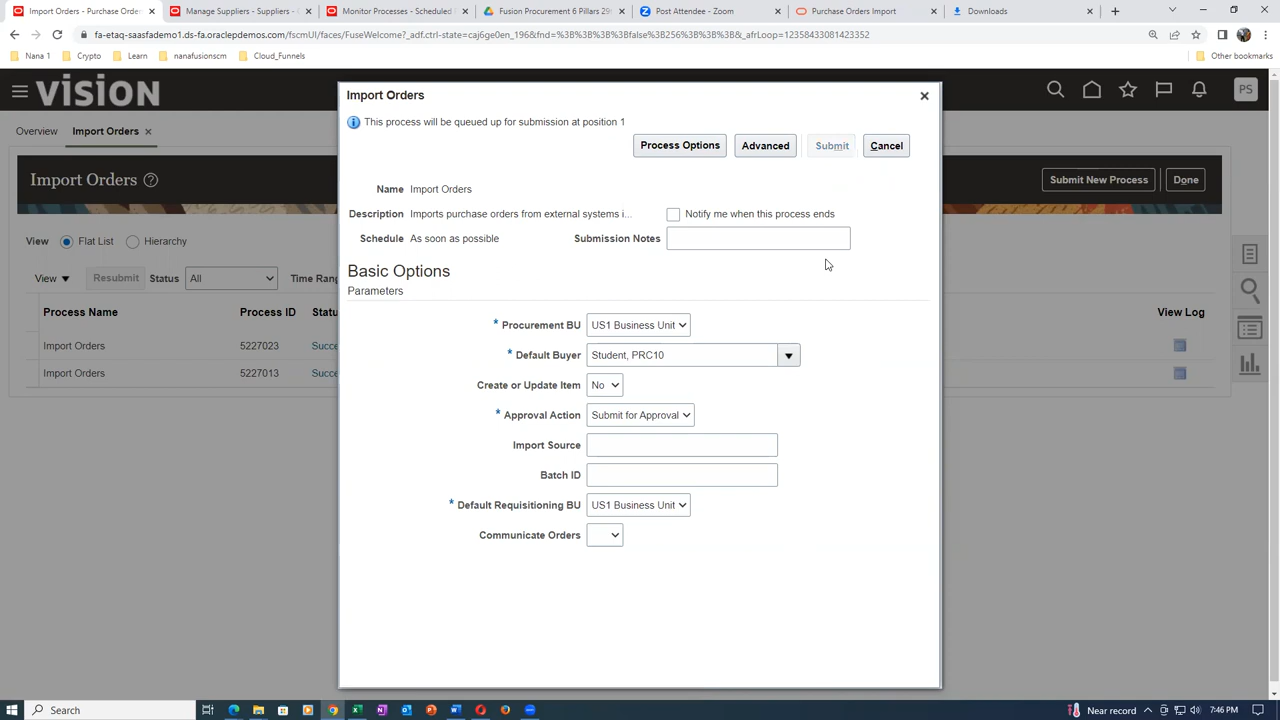 Import Orders - Purchase Order
Manage Suppliers - Suppliers - O
Monitor Processes - Scheduled P
Fusion Procurement 6 Pillars 29t
Post Attendee - Zoom
Purchase Orders Import
Downloads
fa-etaq-saasfademo1.ds-fa.oraclepdemos.com/fscmUI/faces/FuseWelcome?_adf.ctrl-state=caj6ge0en_196&fnd=%3B%3B%3B%3Bfalse%3B256%3B%3B%3B&_afrLoop=12358433081423352
Nana 1
Crypto
Learn
nanafusionscm
Cloud_Funnels
Other bookmarks
VISION
PS
Overview
Import Orders
Import Orders
Submit New Process
Done
View
Flat List
Hierarchy
View
Resubmit
Status
All
Time Rang
Process Name
Process ID
Statu
View Log
Import Orders
5227023
Succe
Import Orders
5227013
Succe
Import Orders
This process will be queued up for submission at position 1
Process Options
Advanced
Submit
Cancel
Name
Import Orders
Description
Imports purchase orders from external systems i...
Notify me when this process ends
Schedule
As soon as possible
Submission Notes
Basic Options
Parameters
* Procurement BU
US1 Business Unit
* Default Buyer
Student, PRC10
Create or Update Item
No
* Approval Action
Submit for Approval
Import Source
Batch ID
* Default Requisitioning BU
US1 Business Unit
Communicate Orders
Search
Near record
7:46 PM